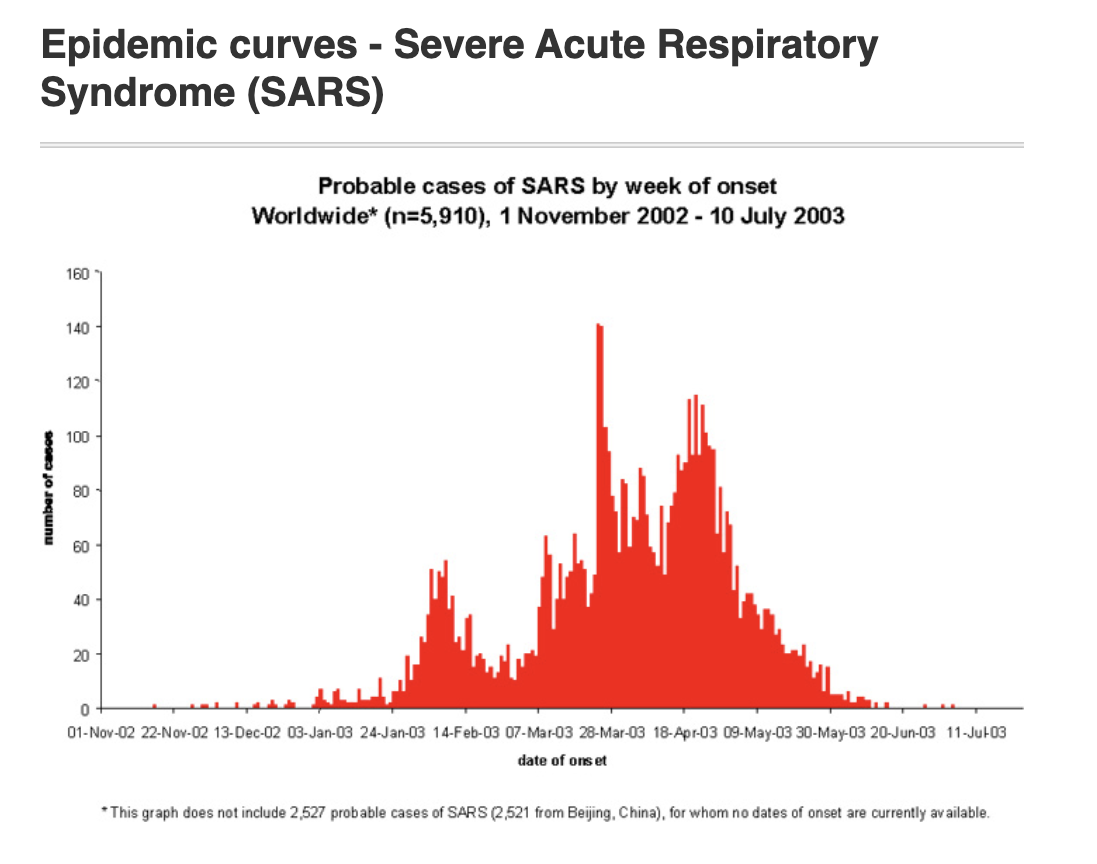 Epidemic curves - Severe Acute Respiratory
Syndrome (SARS)
Probable cases of SARS by week of onset
Worldwide* (n=5,910), 1 November 2002 - 10 July 2003
160
140
120
100
80
60
40
20
0
number of cases
01-Nov-02 22-Nov-02 13-Dec-02 03-Jan-03 24-Jan-03 14-Feb-03 07-Mar-03 28-Mar-03 18-Apr-03 09-May-03 30-May-03 20-Jun-03 11-Jul-03
date of onset
* This graph does not include 2,527 probable cases of SARS (2,521 from Beijing, China), for whom no dates of onset are currently available.